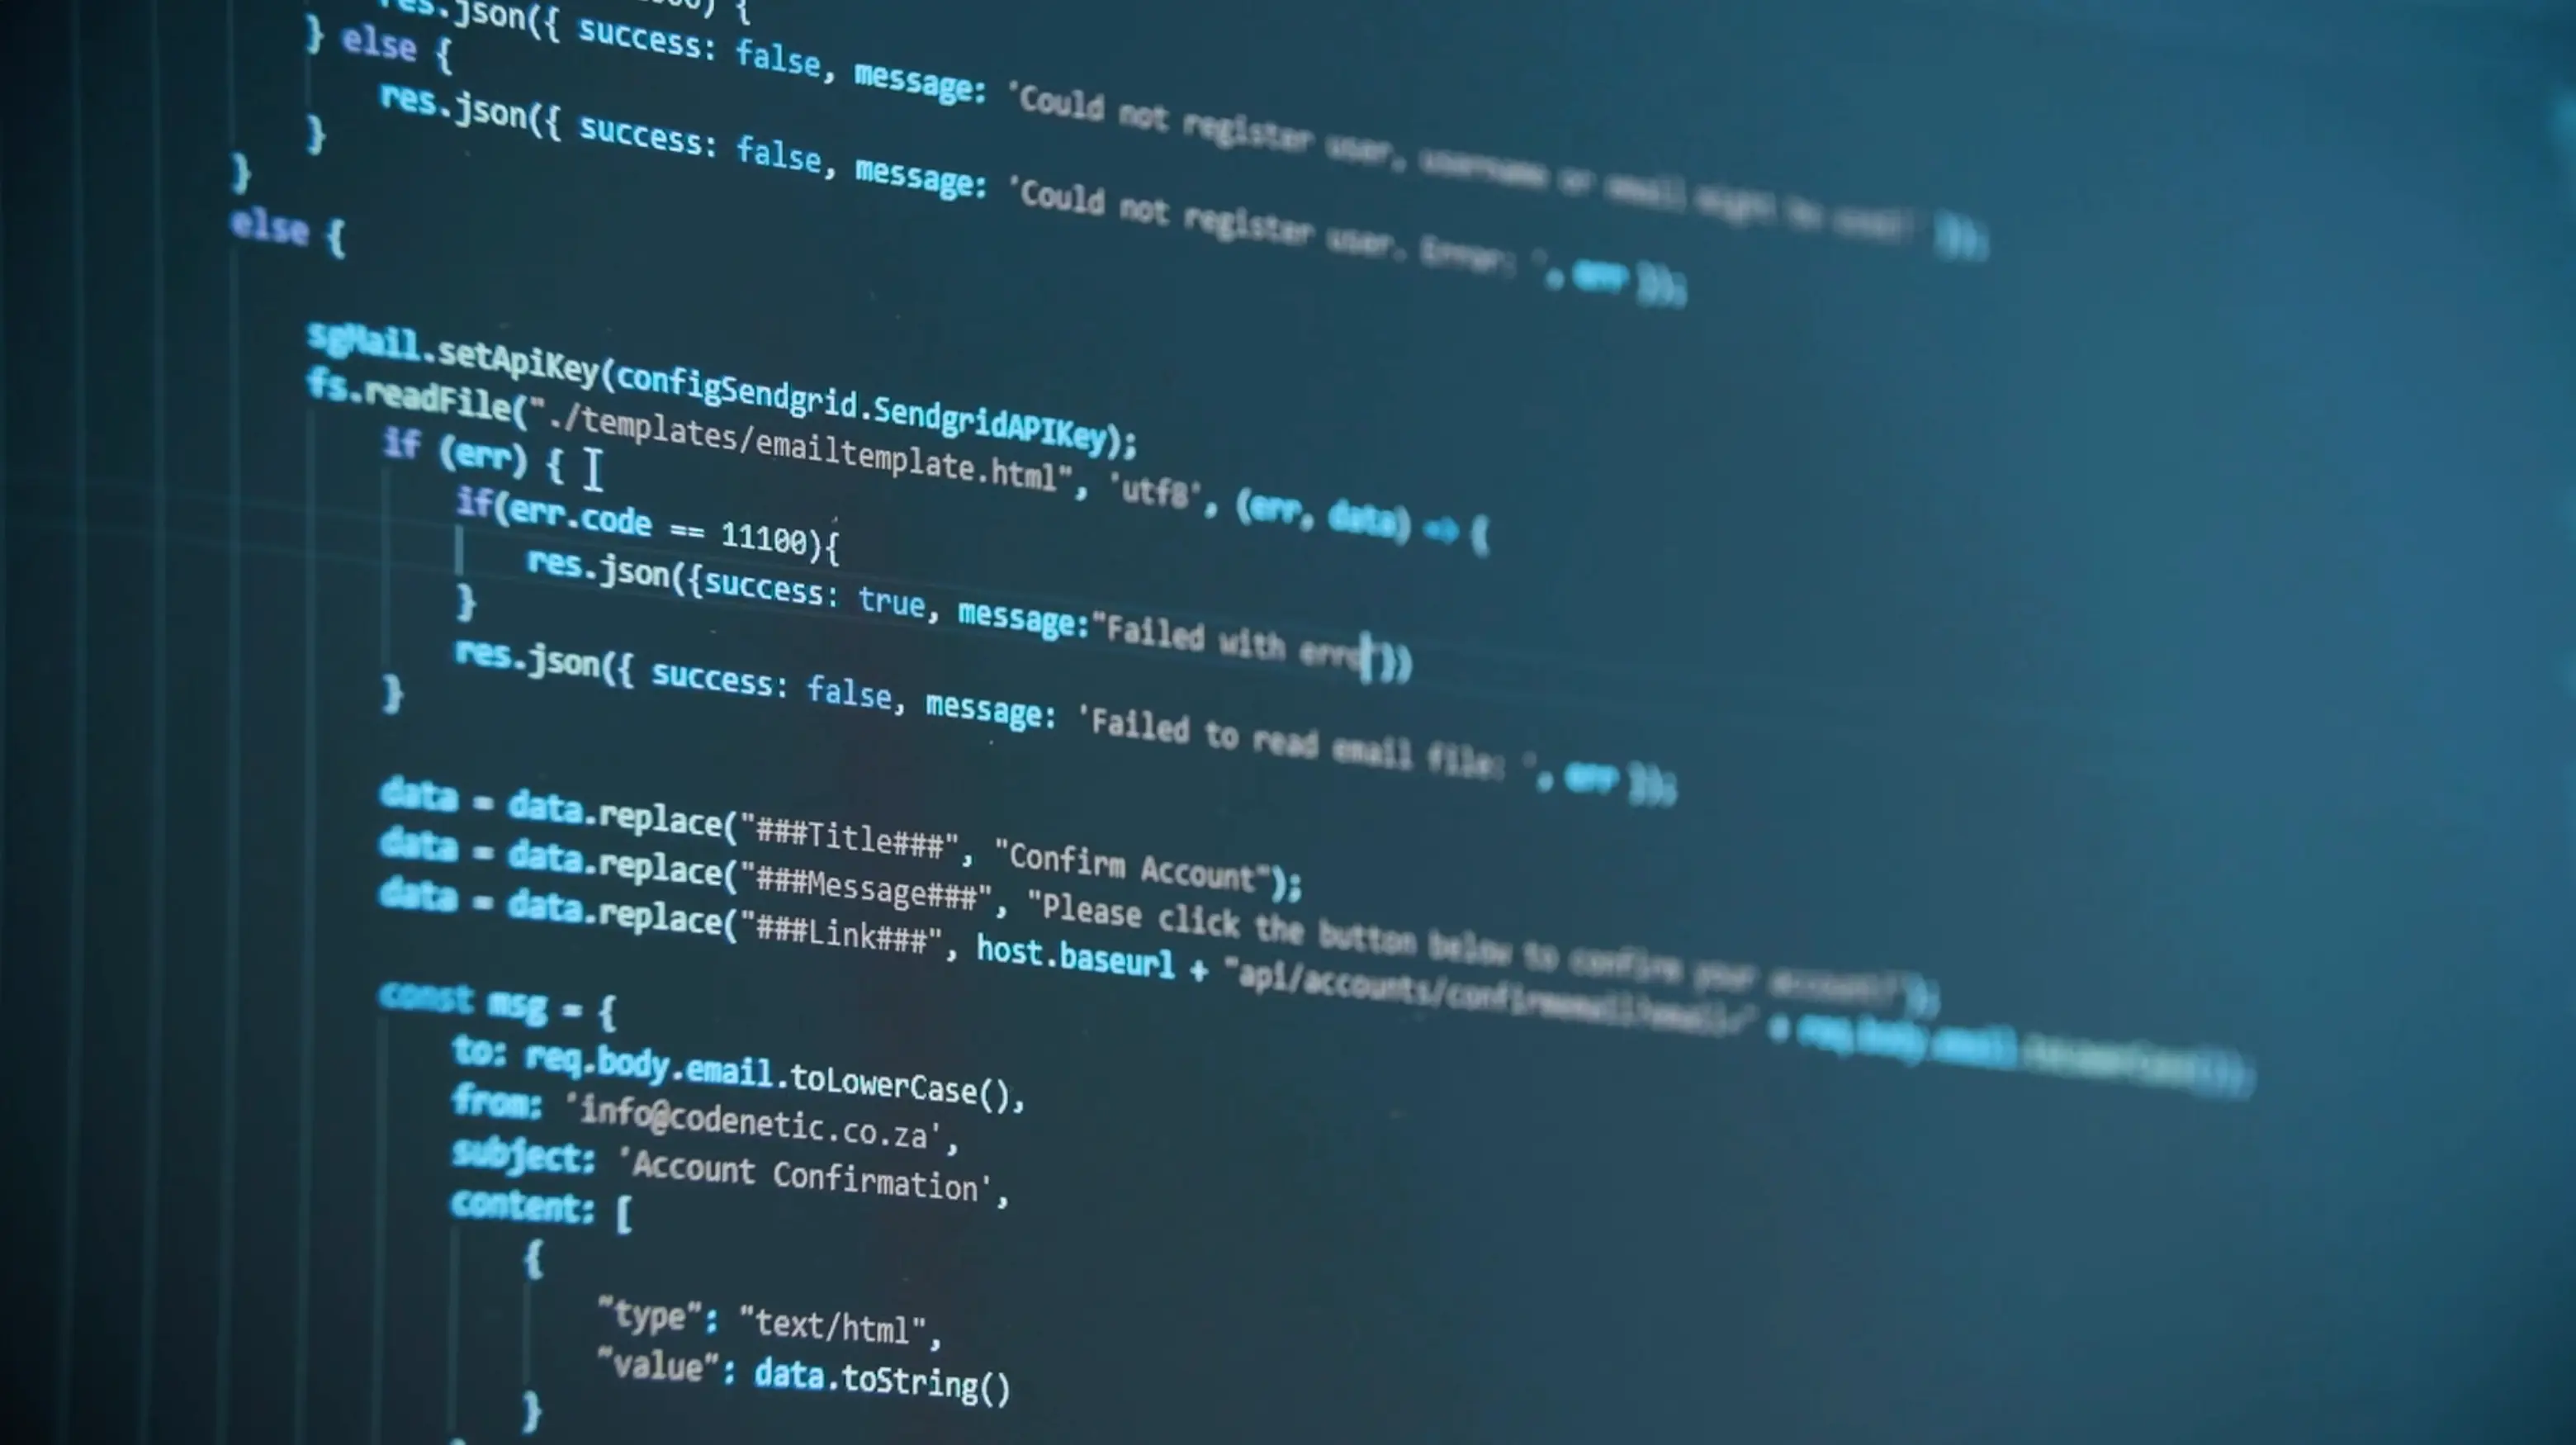 res.json({ success: false, message: 'Could not register user, username or email might be
} else {
res.json({ success: false, message: 'Could not register user. Error: ', err });
}
}
else {
sgMail.setApiKey(configSendgrid.SendgridAPIKey);
fs.readFile("./templates/emailtemplate.html", 'utf8', (err, data) => {
if (err) {
if(err.code == 11100){
res.json({success: true, message:"Failed with erro"})
}
res.json({ success: false, message: 'Failed to read email file: ', err });
}
data = data.replace("###Title###", "Confirm Account");
data = data.replace("###Message###", "Please click the button below to confirm your account!");
data = data.replace("###Link###", host.baseurl + "api/accounts/confirmemail?email=" + req.body.email.toLowerCase());
const msg = {
to: req.body.email.toLowerCase(),
from: 'info@codenetic.co.za',
subject: 'Account Confirmation',
content: [
{
"type": "text/html",
"value": data.toString()
}